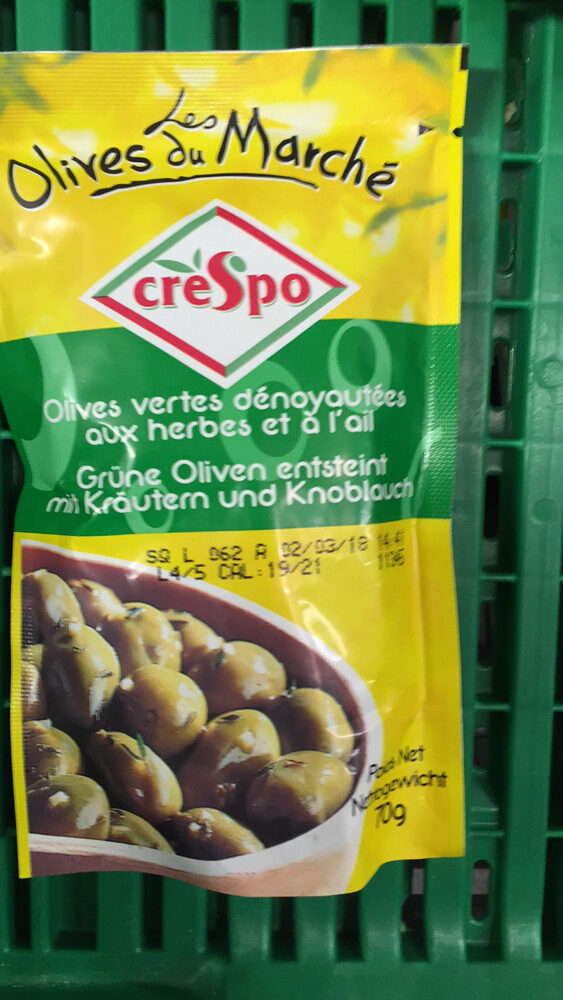 Les
Olives du Marché
creSpo
Olives vertes dénoyautées
aux herbes et à l'ail
Grüne Oliven entsteint
mit Kräutern und Knoblauch
SQ L 062 A 02/03/18
L4/5 CAL:19/21
Poids Net
Nettogewicht
70g